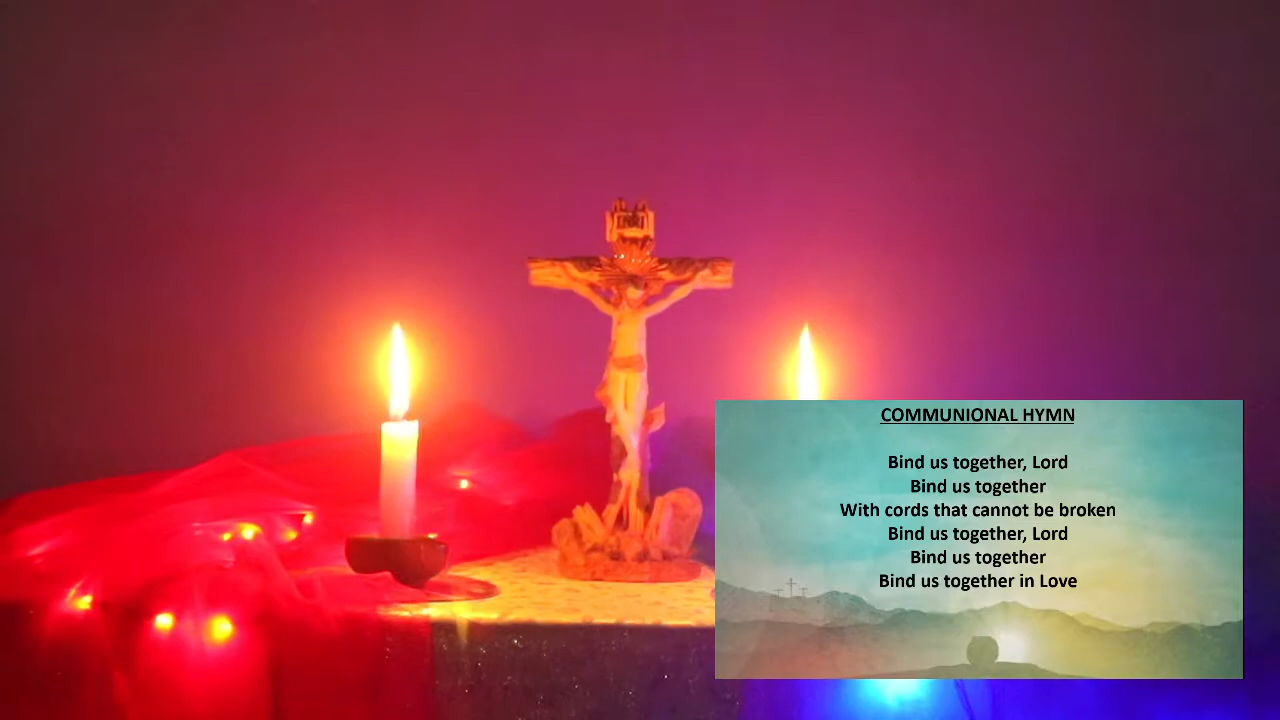 INRI
COMMUNIONAL HYMN
Bind us together, Lord
Bind us together
With cords that cannot be broken
Bind us together, Lord
Bind us together
Bind us together in Love